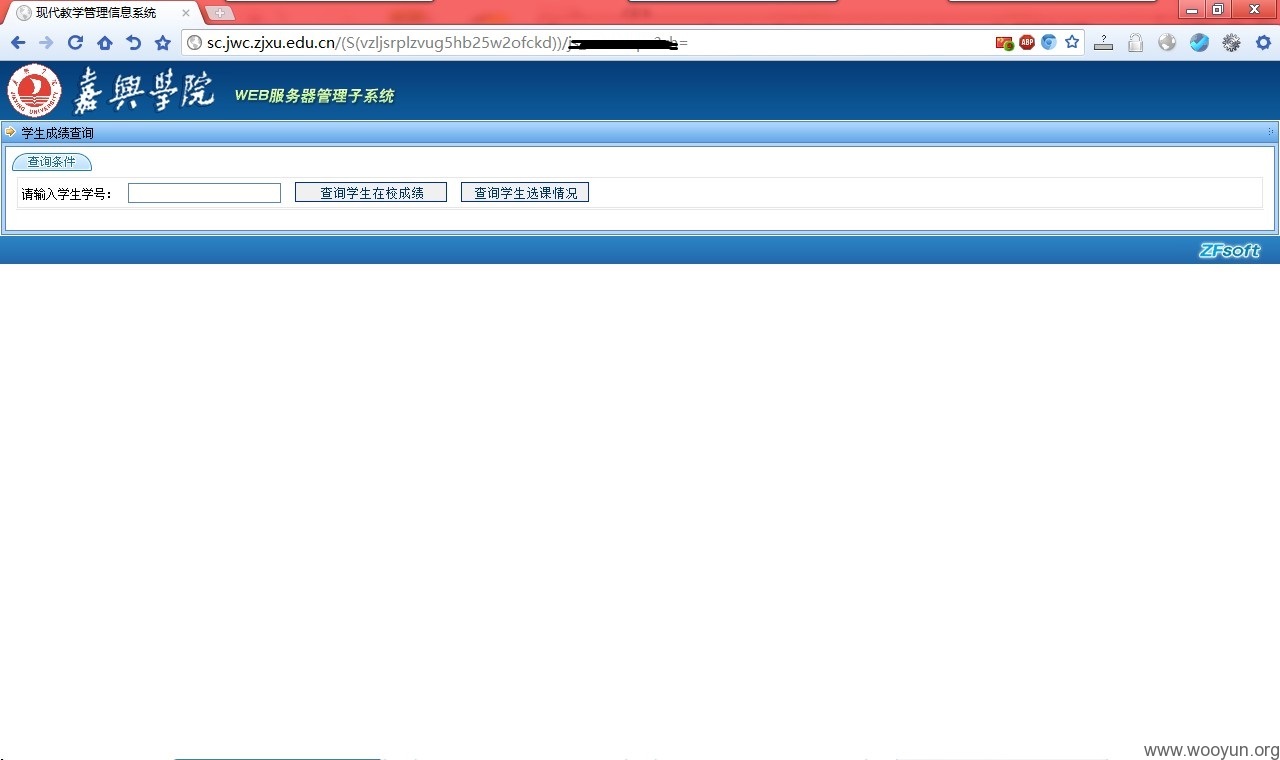 现代教学管理信息系统
sc.jwc.zjxu.edu.cn/(S(vzljsrplzvug5hb25w2ofckd))/
ABP
嘉興學院 WEB服务器管理子系统
JIAXING UNIVERSITY
学生成绩查询
查询条件
请输入学生学号: 查询学生在校成绩 查询学生选课情况
ZFsoft
www.wooyun.org